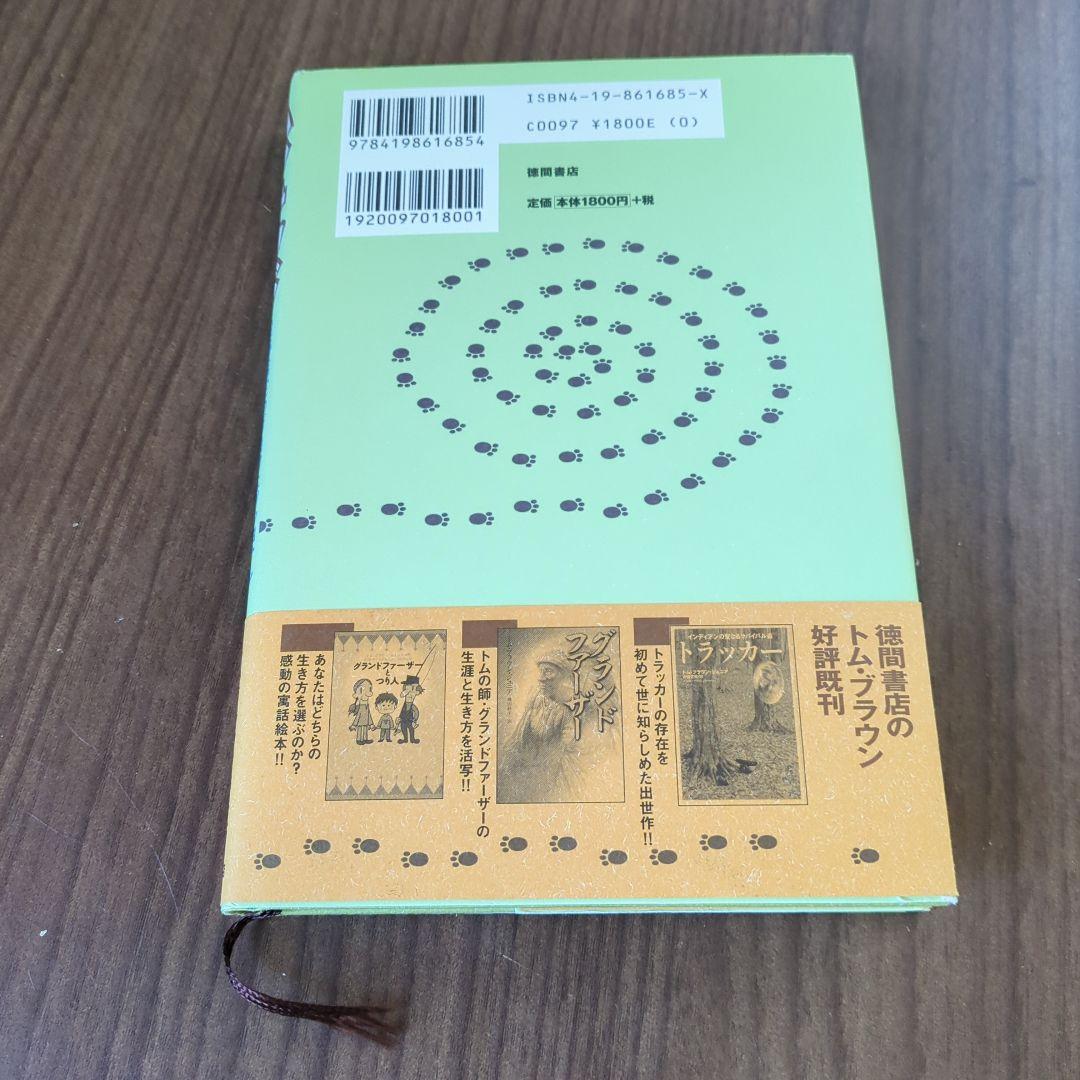 ISBN4-19-861685-X
C0097 ¥1800E (0)
9784198616854
1920097018001
徳間書店
定価 本体1800円 +税
徳間書店の
トム・ブラウン
好評既刊
トラッカー
トラッカーの存在を
初めて世に知らしめた出世作!!
グランド
ファーザー
トムの師・グランドファーザーの
生涯と生き方を活写!!
グランドファーザー
と
つり人
あなたはどちらの
生き方を選ぶのか?
感動の寓話絵本!!